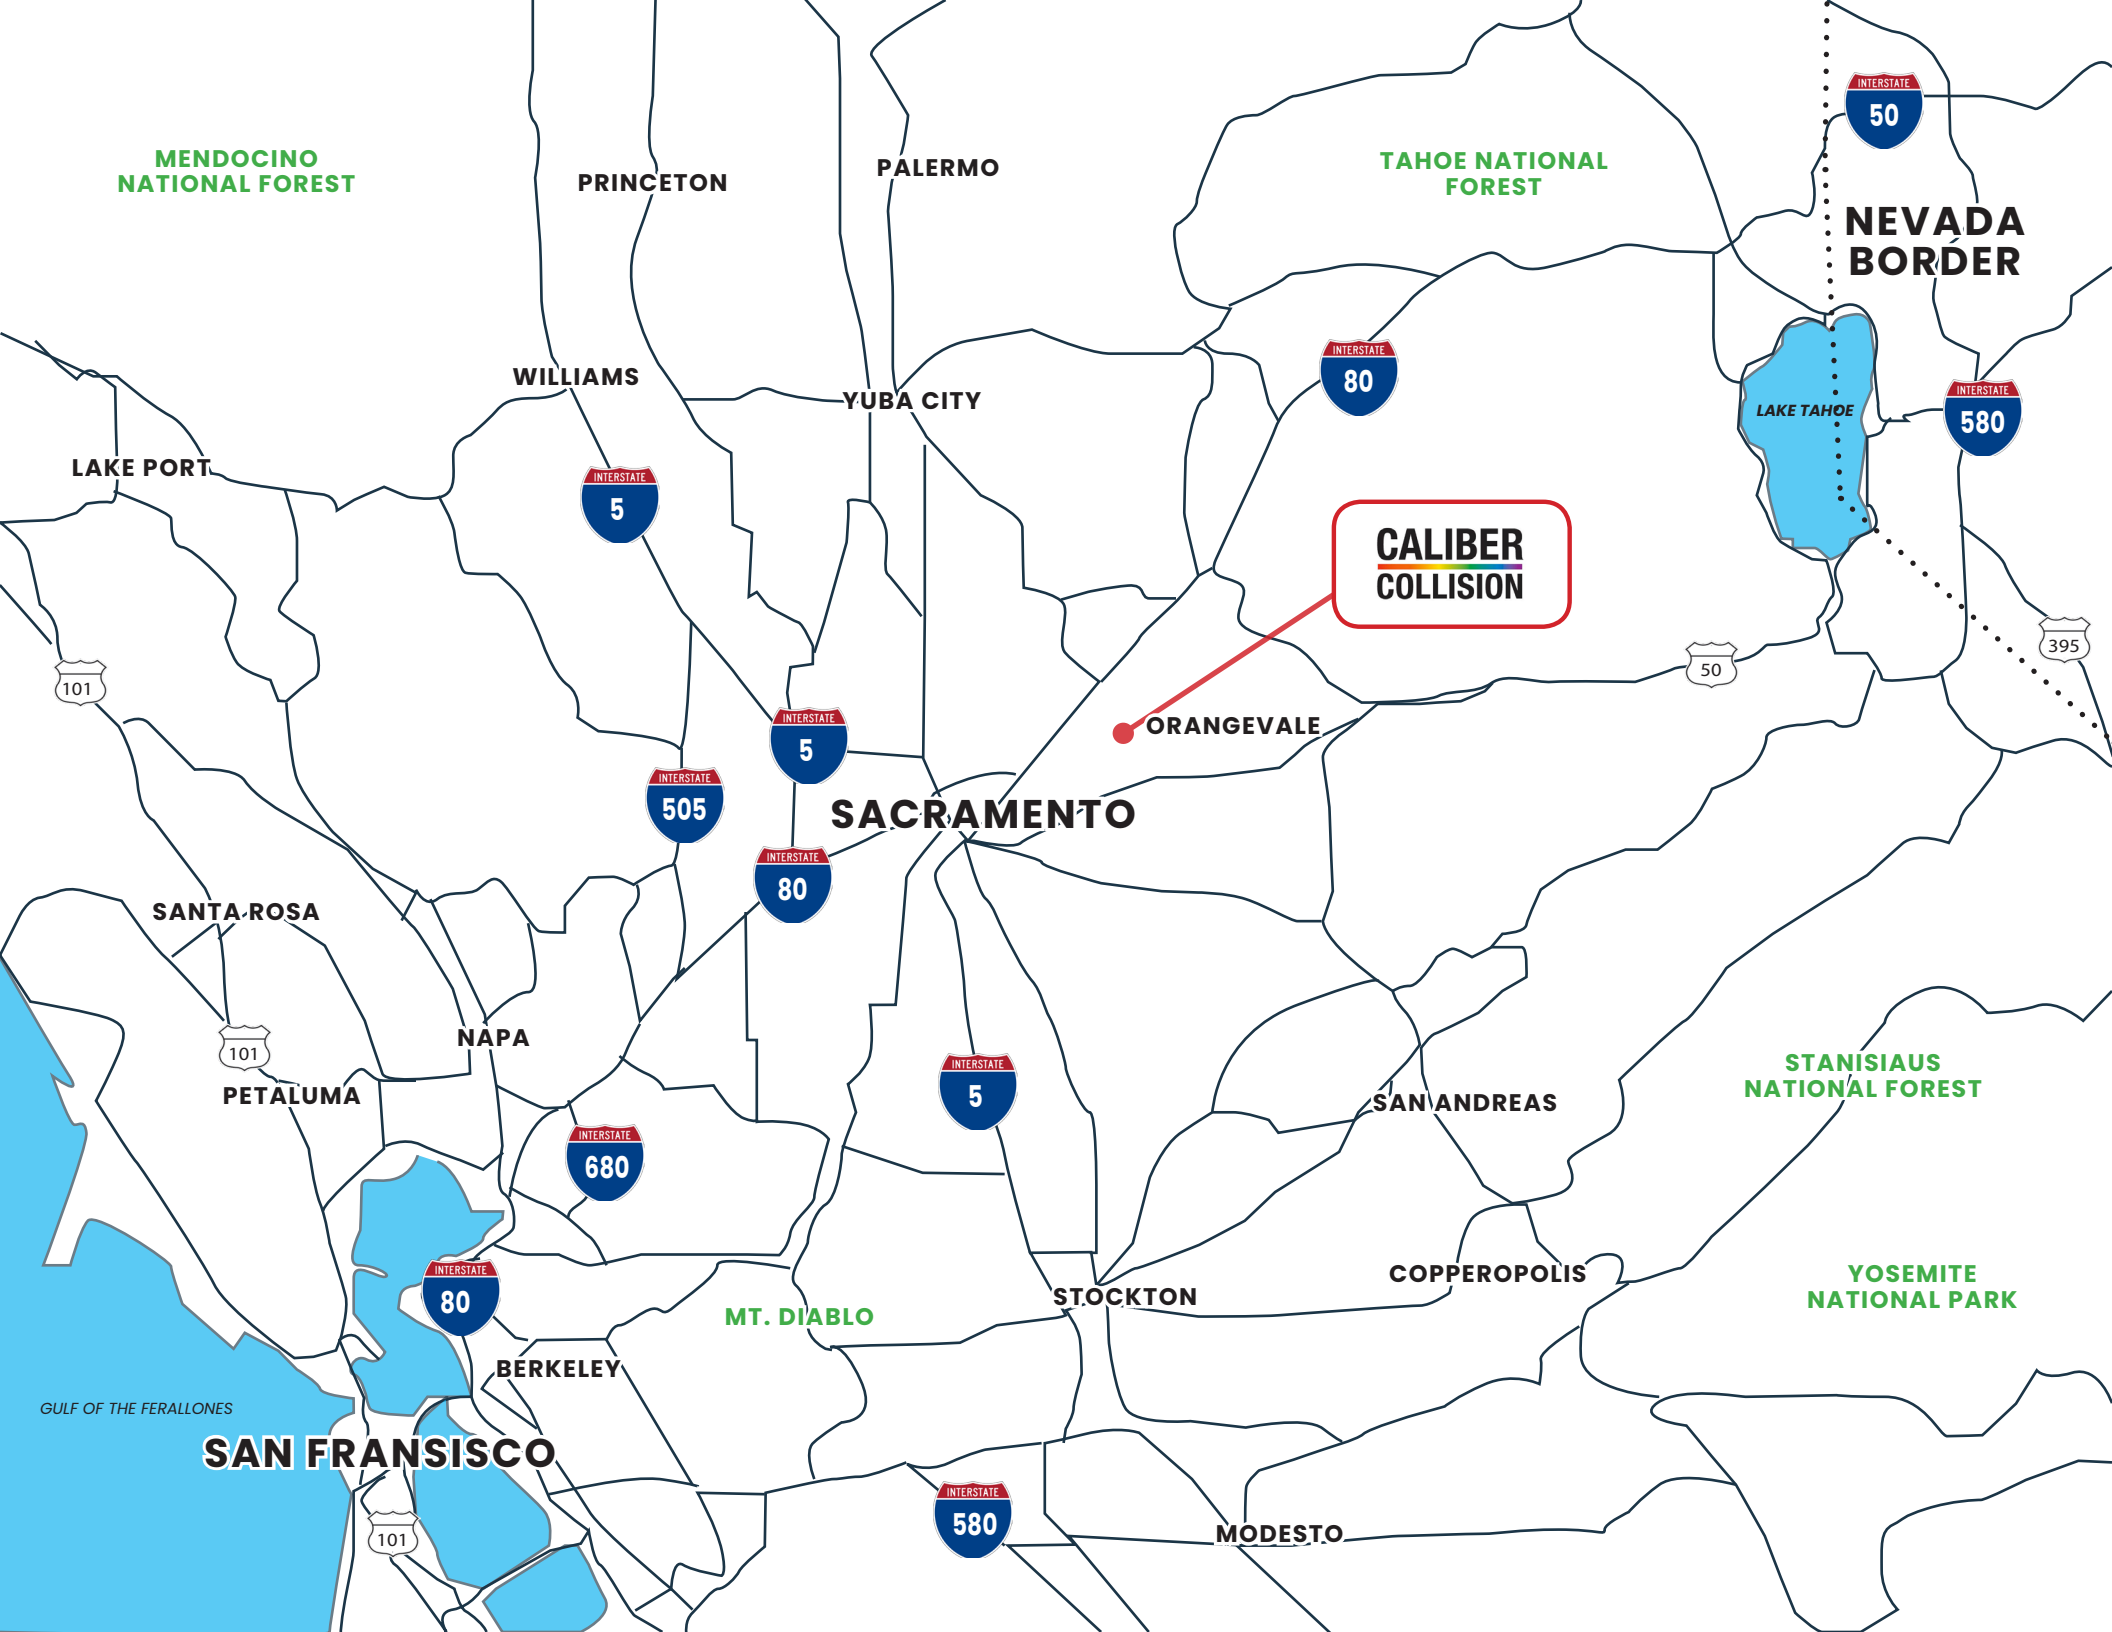 INTERSTATE
50
MENDOCINO
NATIONAL FOREST
PRINCETON
PALERMO
TAHOE NATIONAL
FOREST
NEVADA
BORDER
WILLIAMS
YUBA CITY
INTERSTATE
80
LAKE TAHOE
INTERSTATE
580
LAKE PORT
INTERSTATE
5
CALIBER
COLLISION
101
50
395
ORANGEVALE
INTERSTATE
5
INTERSTATE
505
SACRAMENTO
INTERSTATE
80
SANTA ROSA
101
NAPA
PETALUMA
INTERSTATE
5
SAN ANDREAS
STANISIAUS
NATIONAL FOREST
INTERSTATE
680
INTERSTATE
80
MT. DIABLO
STOCKTON
COPPEROPOLIS
YOSEMITE
NATIONAL PARK
BERKELEY
GULF OF THE FERALLONES
SAN FRANSISCO
101
INTERSTATE
580
MODESTO